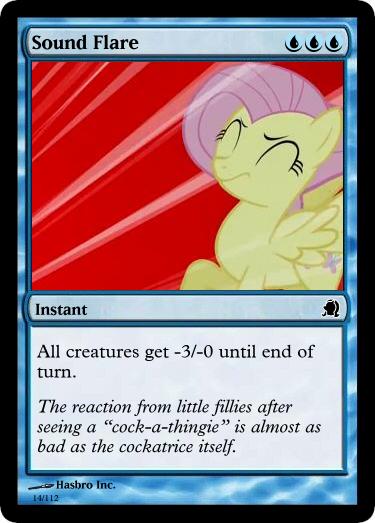 Sound Flare
Instant
All creatures get -3/-0 until end of
turn.
The reaction from little fillies after
seeing a “cock-a-thingie” is almost as
bad as the cockatrice itself.
Hasbro Inc.
14/112